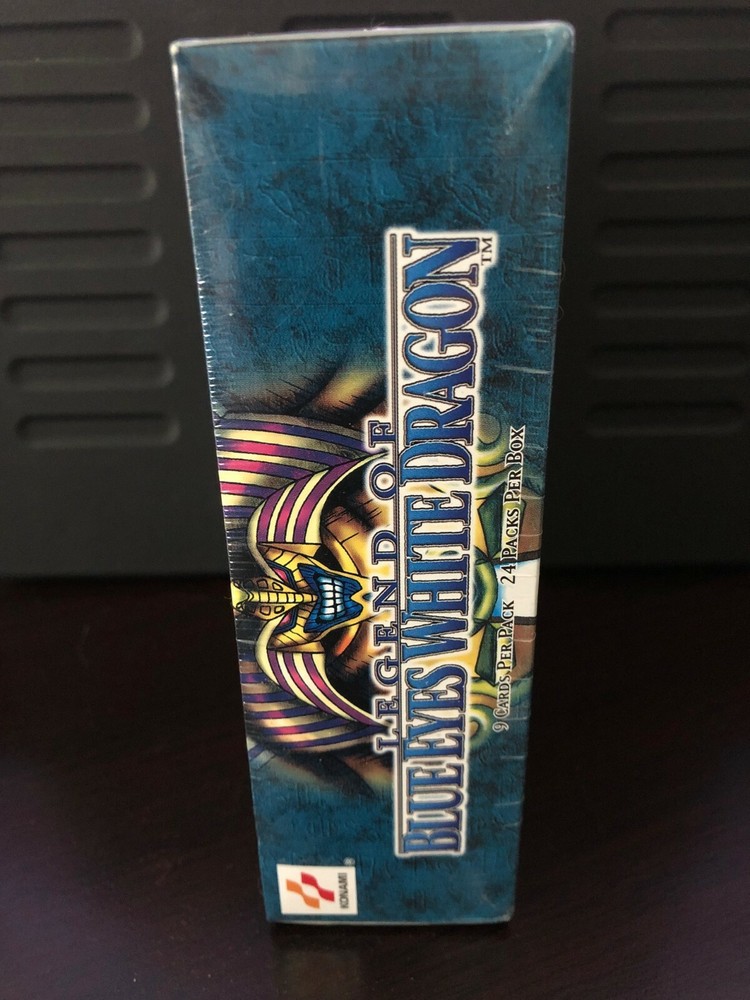 LEGEND OF
BLUE EYES WHITE DRAGON™
9 CARDS PER PACK 24 PACKS PER BOX
KONAMI®